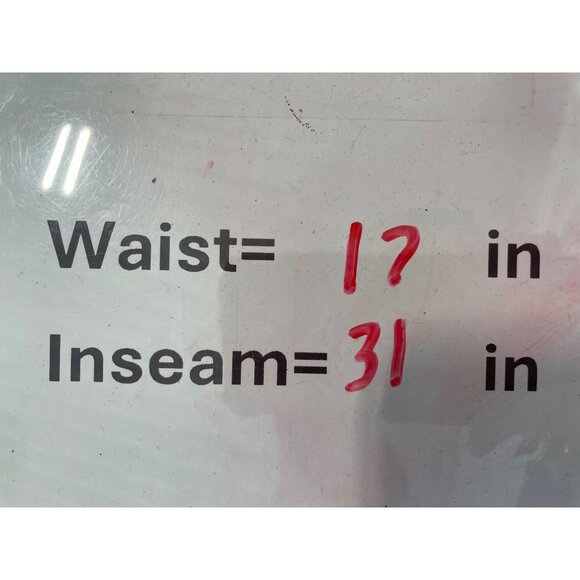 Waist= 17 in
Inseam= 31 in